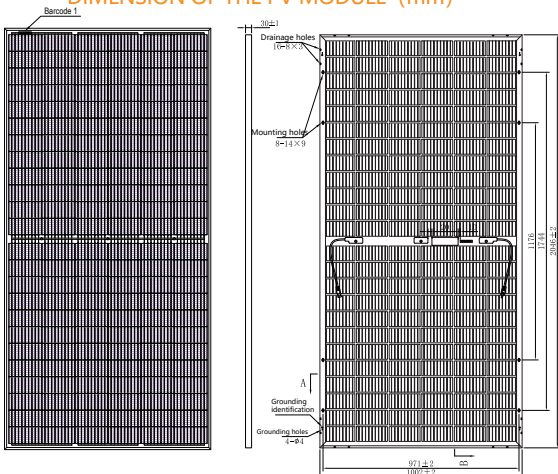 DIMENSION OF THE PV MODULE (mm)
Barcode 1
30±1
Drainage holes
16-8×3
Mounting holes
8-14×9
1176
1744
2046±2
A
Grounding
identification
Grounding holes
4-φ4
971±2
B
1002±2